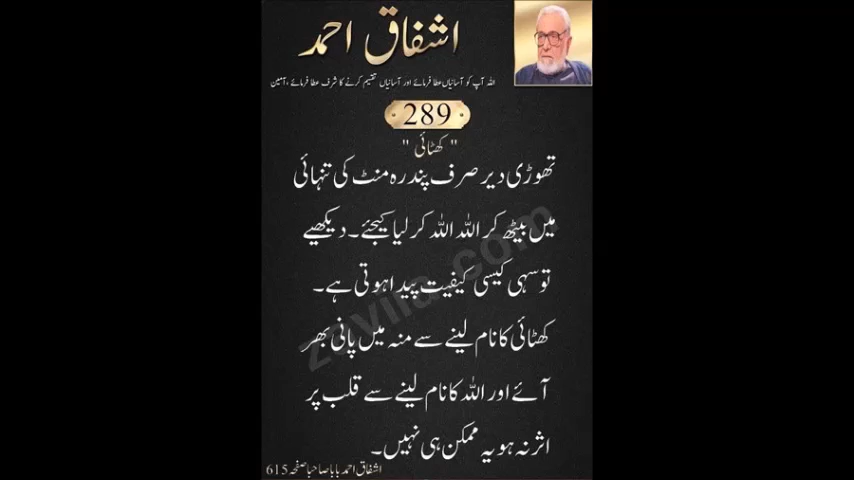 اشفاق احمد
اللہ آپ کو آسانیاں عطا فرمائے اور آسانیاں تقسیم کرنے کا شرف عطا فرمائے، آمین
289
"کھٹائی"
تھوڑی دیر صرف پندرہ منٹ کی تنہائی
میں بیٹھ کر اللہ اللہ کر لیا کیجئے۔ دیکھیے
تو سہی کیسی کیفیت پیدا ہوتی ہے۔
کھٹائی کا نام لینے سے منہ میں پانی بھر
آئے اور اللہ کا نام لینے سے قلب پر
اثر نہ ہو یہ ممکن ہی نہیں۔
اشفاق احمد بابا صاحبا صفحہ 615
zaviia.com